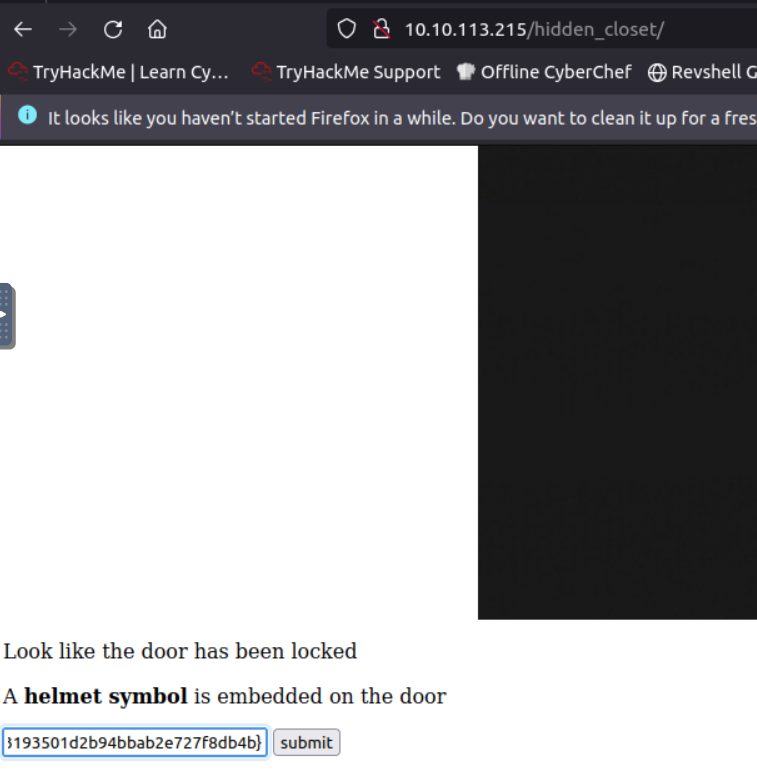 10.10.113.215/hidden_closet/
TryHackMe | Learn Cy... TryHackMe Support Offline CyberChef Revshell G
It looks like you haven't started Firefox in a while. Do you want to clean it up for a fres
Look like the door has been locked
A helmet symbol is embedded on the door
3193501d2b94bbab2e727f8db4b} submit